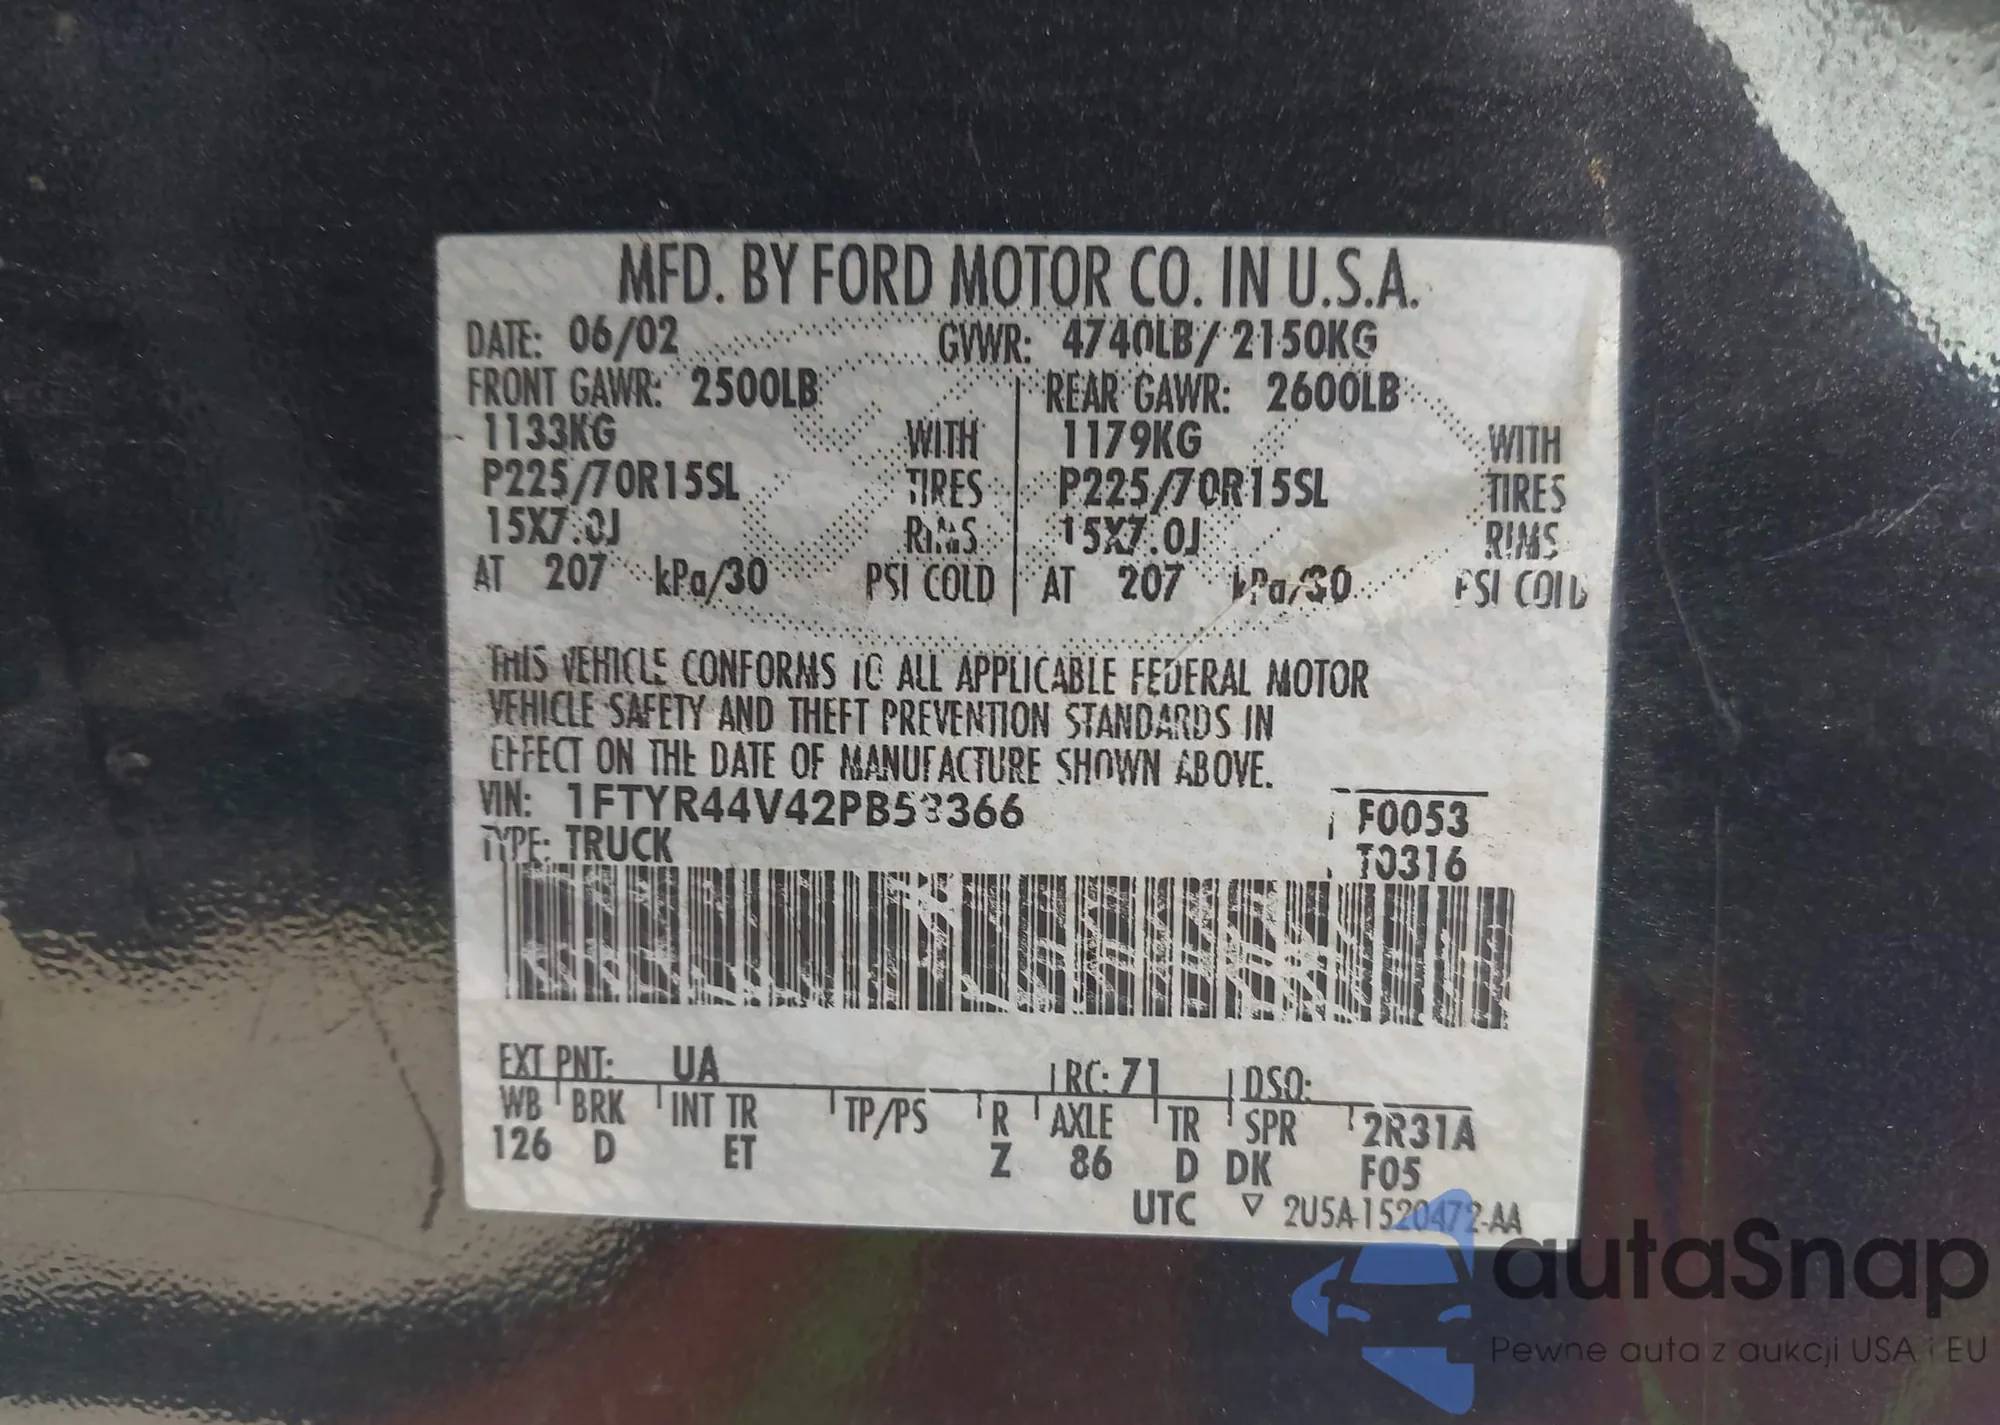 MFD. BY FORD MOTOR CO. IN U.S.A.
DATE: 06/02 GVWR: 4740LB/ 2150KG
FRONT GAWR: 2500LB REAR GAWR: 2600LB
1133KG WITH 1179KG WITH
P225/70R15SL TIRES P225/70R15SL TIRES
15X7.0J RIMS 15X7.0J RIMS
AT 207 kPa/30 PSI COLD AT 207 kPa/30 PSI COLD
THIS VEHICLE CONFORMS TO ALL APPLICABLE FEDERAL MOTOR
VEHICLE SAFETY AND THEFT PREVENTION STANDARDS IN
EFFECT ON THE DATE OF MANUFACTURE SHOWN ABOVE.
VIN: 1FTYR44V42PB53366 F0053
TYPE: TRUCK T0316
EXT PNT: UA RC: 71 DSO:
WB BRK INT TR TP/PS R AXLE TR SPR 2R31A
126 D ET Z 86 D DK F05
UTC ▽ 2U5A-1520472-AA
autaSnap
Pewne auta z aukcji USA i EU